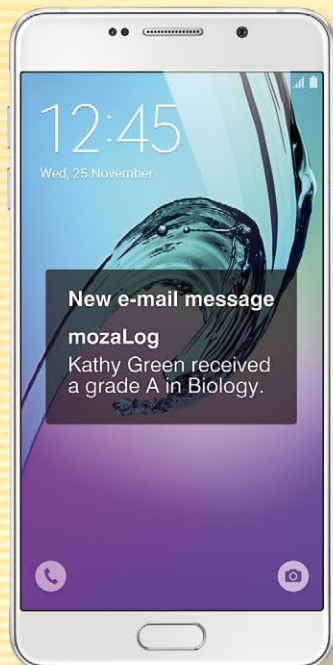 12:45
Wed, 25 November
New e-mail message
mozaLog
Kathy Green received
a grade A in Biology.